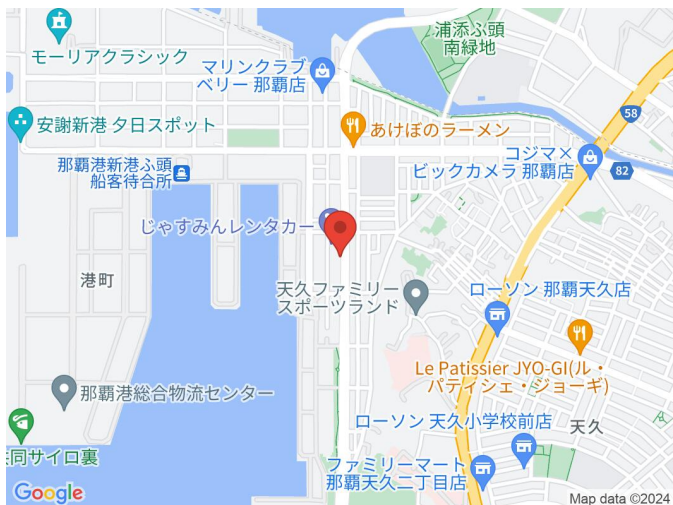 浦添ふ頭
南緑地
モーリアクラシック
マリンクラブ
ベリー 那覇店
58
安謝新港 夕日スポット
あけぼのラーメン
コジマ×
ビックカメラ 那覇店
82
那覇港新港ふ頭
船客待合所
じゃすみんレンタカー
港町
天久ファミリー
スポーツランド
ローソン 那覇天久店
Le Patissier JYO-GI(ル・
パティシェ・ジョーギ)
那覇港総合物流センター
ローソン 天久小学校前店
天久
共同サイロ裏
ファミリーマート
那覇天久二丁目店
Google
Map data ©2024